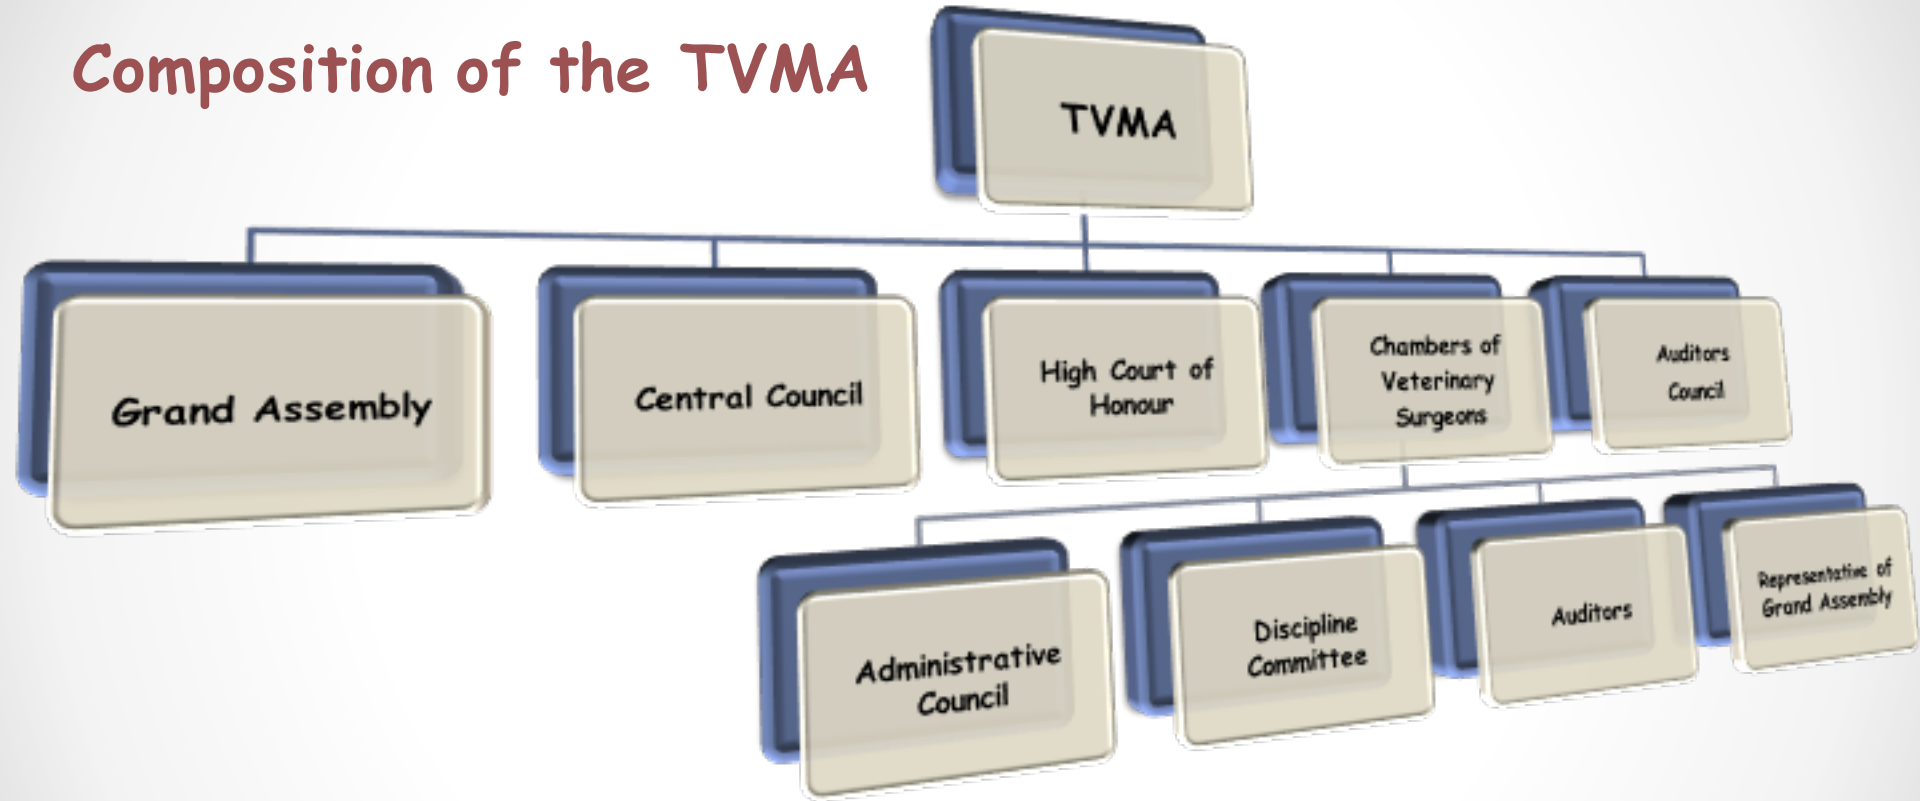 Composition of the TVMA
TVMA
Grand Assembly
Central Council
High Court of
Honour
Chambers of
Veterinary
Surgeons
Auditors
Council
Administrative
Council
Discipline
Committee
Auditors
Representative of
Grand Assembly